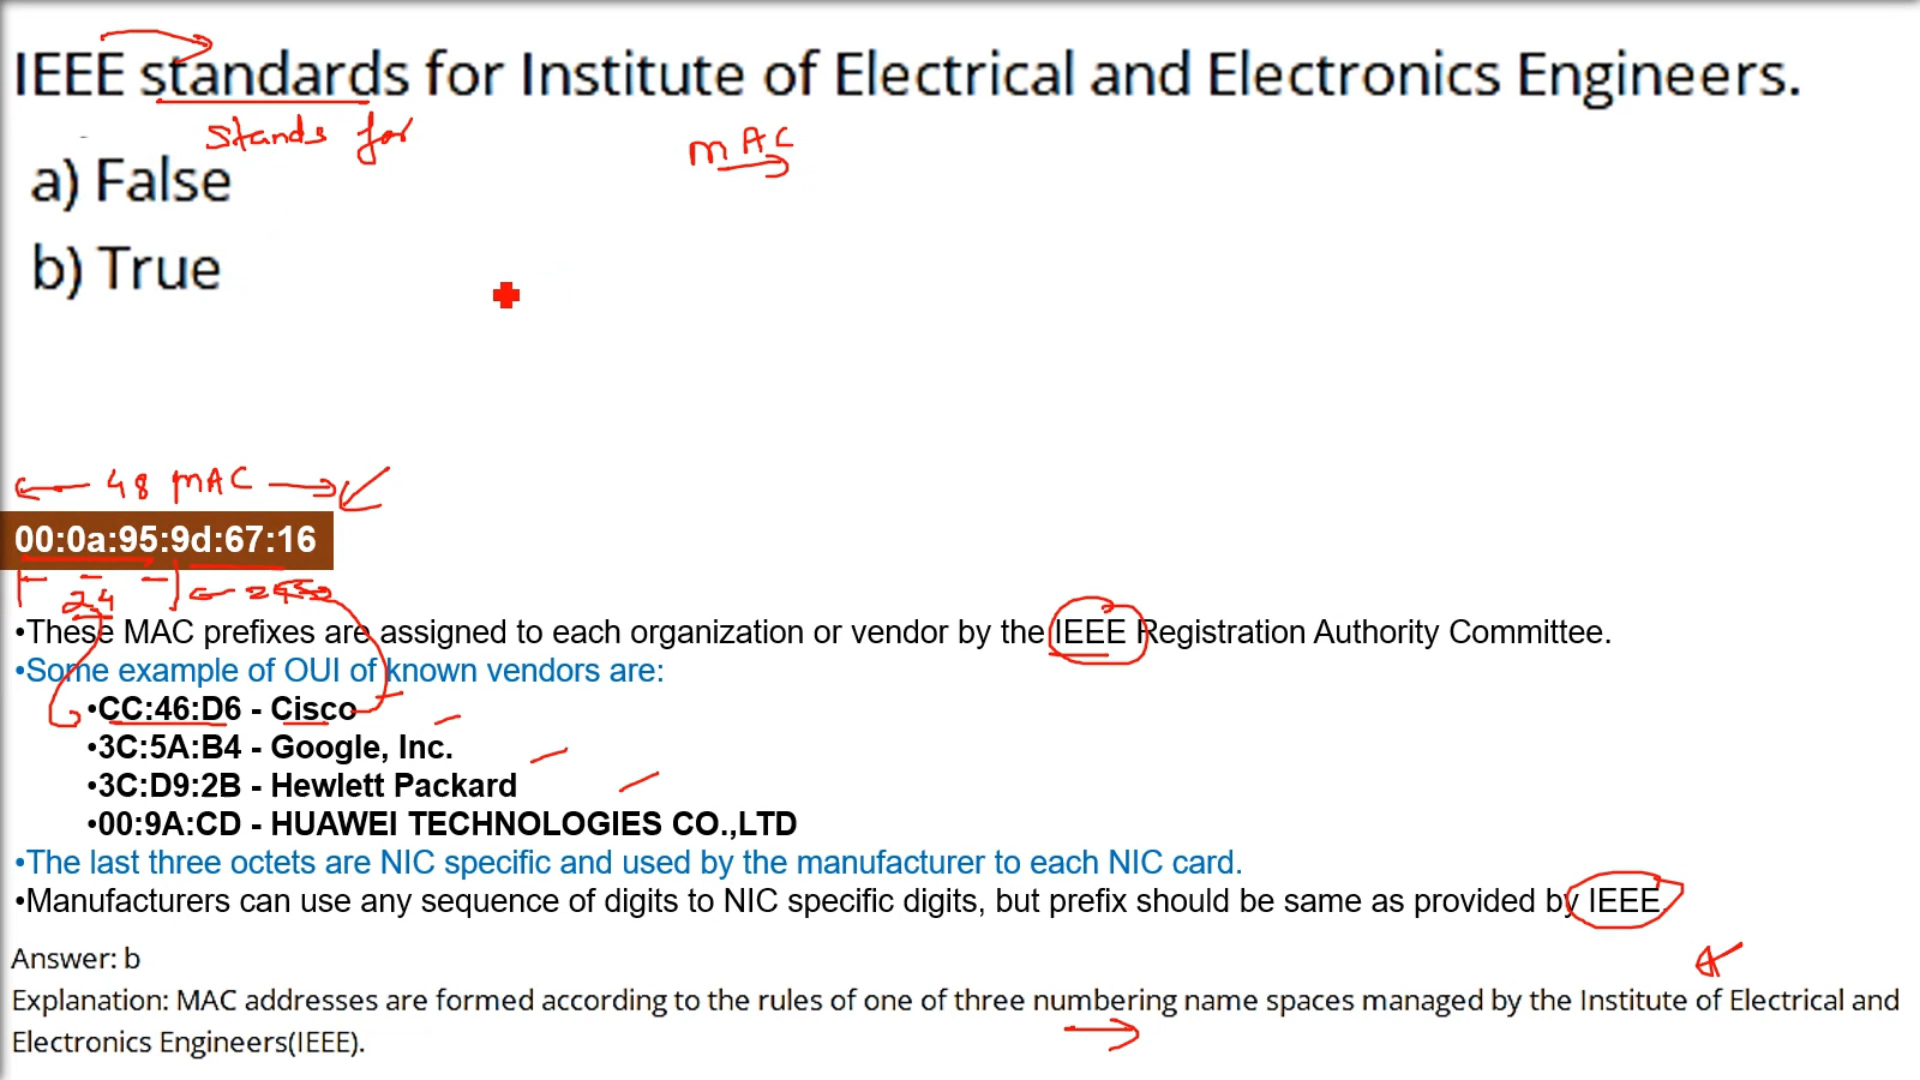 IEEE standards for Institute of Electrical and Electronics Engineers.
stands for
mAC
a) False
b) True
48 mAC
00:0a:95:9d:67:16
24
•These MAC prefixes are assigned to each organization or vendor by the IEEE Registration Authority Committee.
•Some example of OUI of known vendors are:
•CC:46:D6 - Cisco
•3C:5A:B4 - Google, Inc.
•3C:D9:2B - Hewlett Packard
•00:9A:CD - HUAWEI TECHNOLOGIES CO.,LTD
•The last three octets are NIC specific and used by the manufacturer to each NIC card.
•Manufacturers can use any sequence of digits to NIC specific digits, but prefix should be same as provided by IEEE.
Answer: b
Explanation: MAC addresses are formed according to the rules of one of three numbering name spaces managed by the Institute of Electrical and
Electronics Engineers(IEEE).